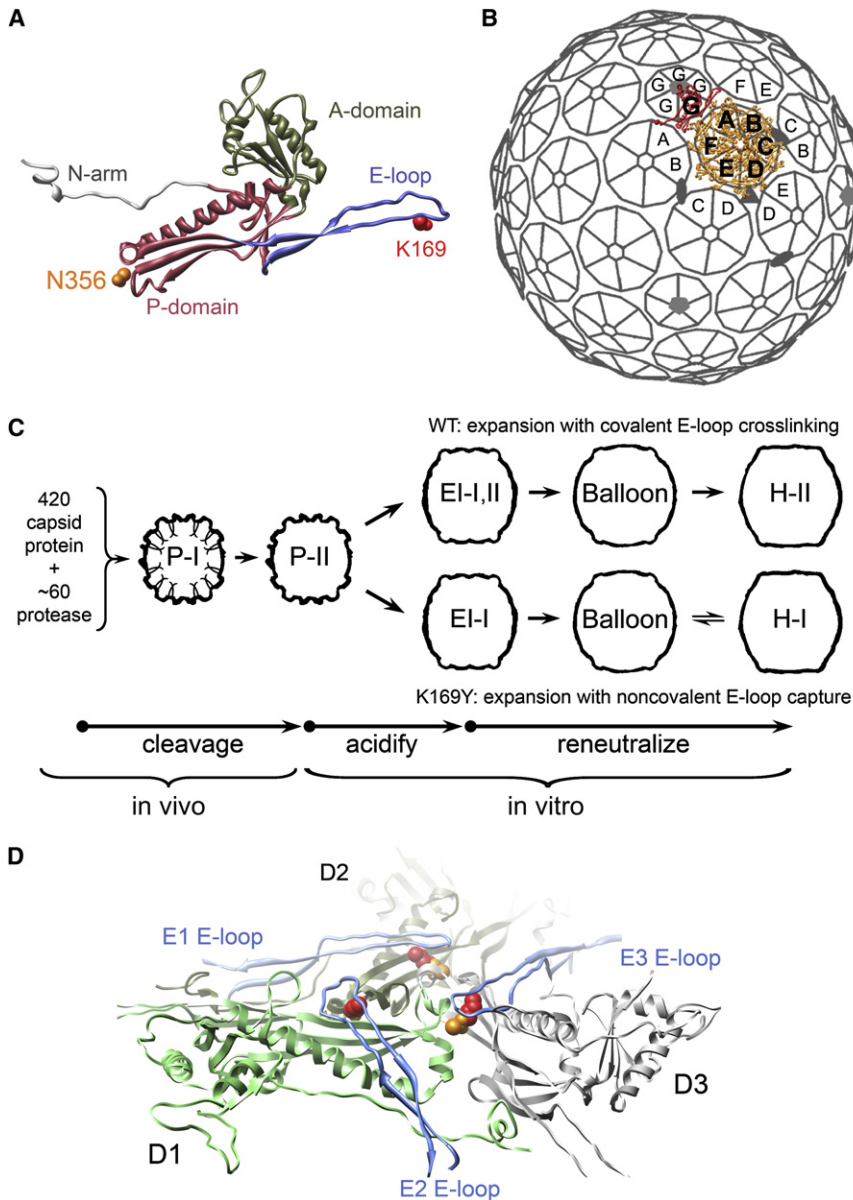 A
A-domain
N-arm
E-loop
K169
N356
P-domain
B
G
G G F E
G G A B C
A F C B
B E D E
C D D
C
WT: expansion with covalent E-loop crosslinking
420
capsid
protein
+
~60
protease
P-I
P-II
EI-I,II
Balloon
H-II
EI-I
Balloon
H-I
K169Y: expansion with noncovalent E-loop capture
cleavage
acidify
reneutralize
in vivo
in vitro
D
D2
E1 E-loop
E3 E-loop
D3
D1
E2 E-loop